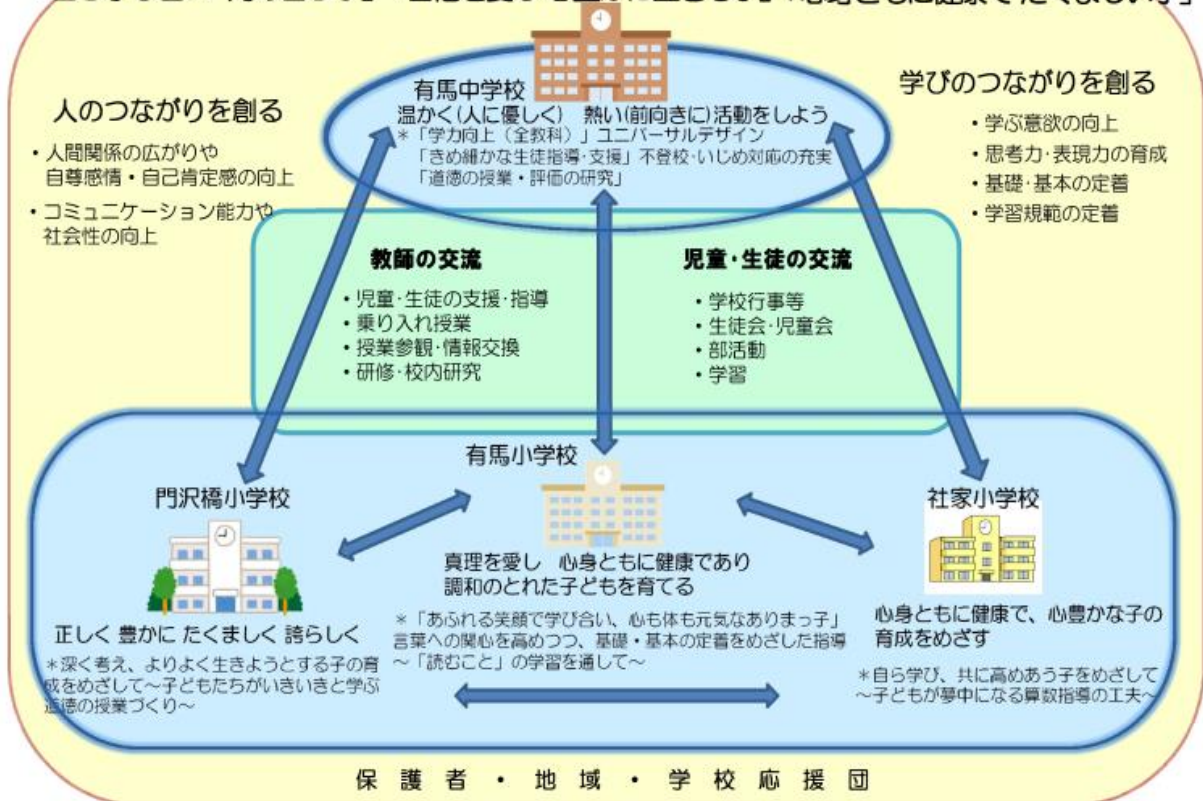 心身ともに健康で たくましい子」
有馬中学校
温かく(人に優しく) 熱い(前向きに)活動をしよう
＊「学力向上（全教科）」ユニバーサルデザイン
「きめ細かな生徒指導・支援」不登校・いじめ対応の充実
「道徳の授業・評価の研究」
人のつながりを創る
・人間関係の広がりや
自尊感情・自己肯定感の向上
・コミュニケーション能力や
社会性の向上
学びのつながりを創る
・学ぶ意欲の向上
・思考力・表現力の育成
・基礎・基本の定着
・学習規範の定着
教師の交流
・児童・生徒の支援・指導
・乗り入れ授業
・授業参観・情報交換
・研修・校内研究
児童・生徒の交流
・学校行事等
・生徒会・児童会
・部活動
・学習
門沢橋小学校
正しく 豊かに たくましく 誇らしく
＊深く考え、よりよく生きようとする子の育
成をめざして～子どもたちがいきいきと学ぶ
道徳の授業づくり～
有馬小学校
真理を愛し 心身ともに健康であり
調和のとれた子どもを育てる
＊「あふれる笑顔で学び合い、心も体も元気なありまっ子」
言葉への関心を高めつつ、基礎・基本の定着をめざした指導
～「読むこと」の学習を通して～
社家小学校
心身ともに健康で、心豊かな子の
育成をめざす
＊自ら学び、共に高めあう子をめざして
～子どもが夢中になる算数指導の工夫～
保護者・地域・学校応援団